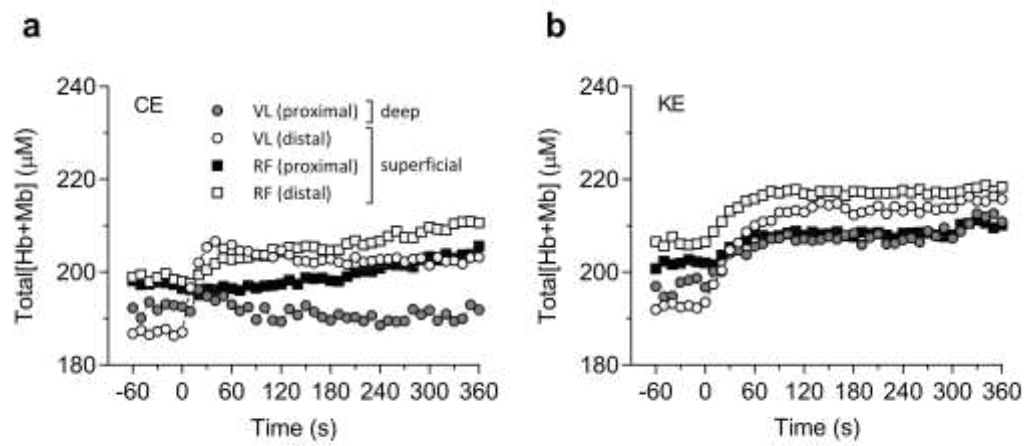 a
CE
VL (proximal) deep
VL (distal)
RF (proximal) superficial
RF (distal)
Total[Hb+Mb] (μM)
240
220
200
180
-60 0 60 120 180 240 300 360
Time (s)
b
KE
Total[Hb+Mb] (μM)
240
220
200
180
-60 0 60 120 180 240 300 360
Time (s)